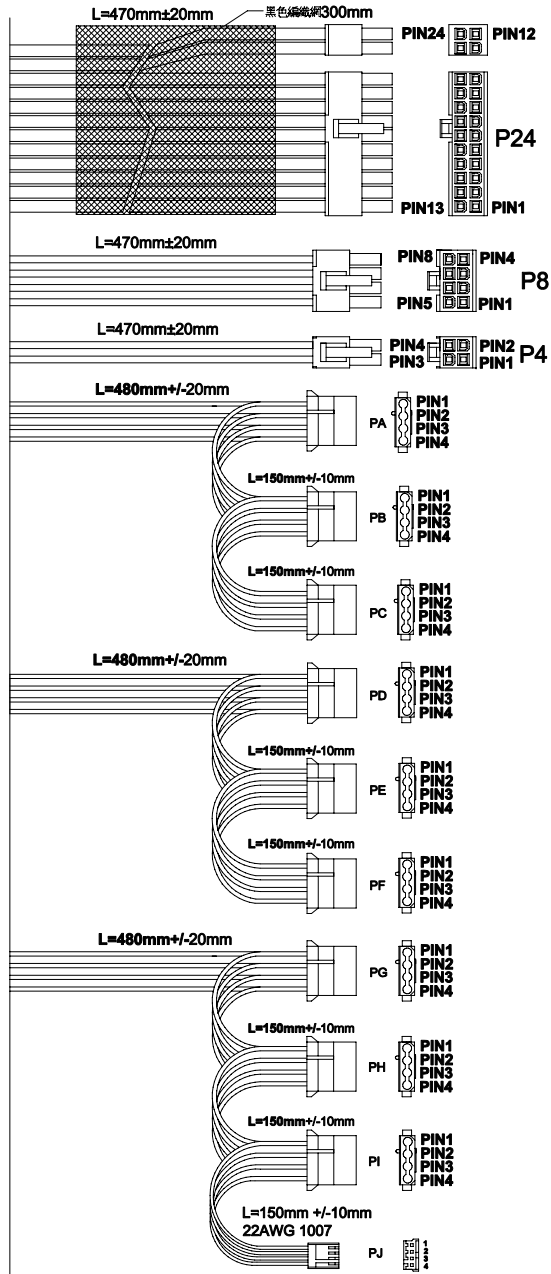 L=470mm±20mm
黑色編織網300mm
PIN24 PIN12
P24
PIN13 PIN1
L=470mm±20mm
PIN8 PIN4
P8
PIN5 PIN1
L=470mm±20mm
PIN4 PIN2
P4
PIN3 PIN1
L=480mm+/-20mm
PIN1
PA PIN2
PIN3
PIN4
L=150mm+/-10mm
PIN1
PB PIN2
PIN3
PIN4
L=150mm+/-10mm
PIN1
PC PIN2
PIN3
PIN4
L=480mm+/-20mm
PIN1
PD PIN2
PIN3
PIN4
L=150mm+/-10mm
PIN1
PE PIN2
PIN3
PIN4
L=150mm+/-10mm
PIN1
PF PIN2
PIN3
PIN4
L=480mm+/-20mm
PIN1
PG PIN2
PIN3
PIN4
L=150mm+/-10mm
PIN1
PH PIN2
PIN3
PIN4
L=150mm+/-10mm
PIN1
PI PIN2
PIN3
PIN4
L=150mm +/-10mm
22AWG 1007
PJ 1
2
3
4